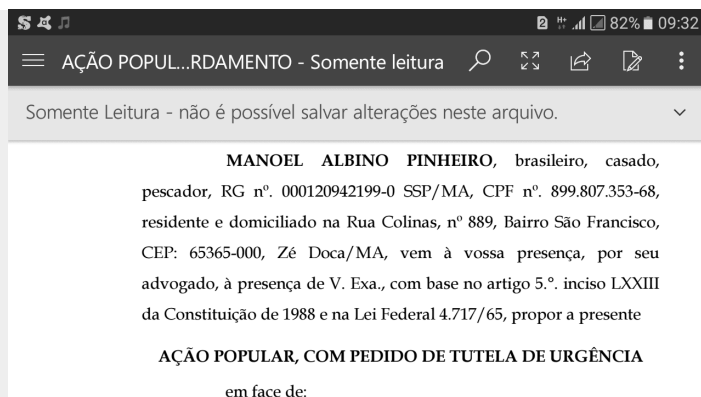 82% 09:32
AÇÃO POPUL...RDAMENTO - Somente leitura
Somente Leitura - não é possível salvar alterações neste arquivo.
MANOEL ALBINO PINHEIRO, brasileiro, casado,
pescador, RG nº. 000120942199-0 SSP/MA, CPF nº. 899.807.353-68,
residente e domiciliado na Rua Colinas, nº 889, Bairro São Francisco,
CEP: 65365-000, Zé Doca/MA, vem à vossa presença, por seu
advogado, à presença de V. Exa., com base no artigo 5.°. inciso LXXIII
da Constituição de 1988 e na Lei Federal 4.717/65, propor a presente
AÇÃO POPULAR, COM PEDIDO DE TUTELA DE URGÊNCIA
em face de: